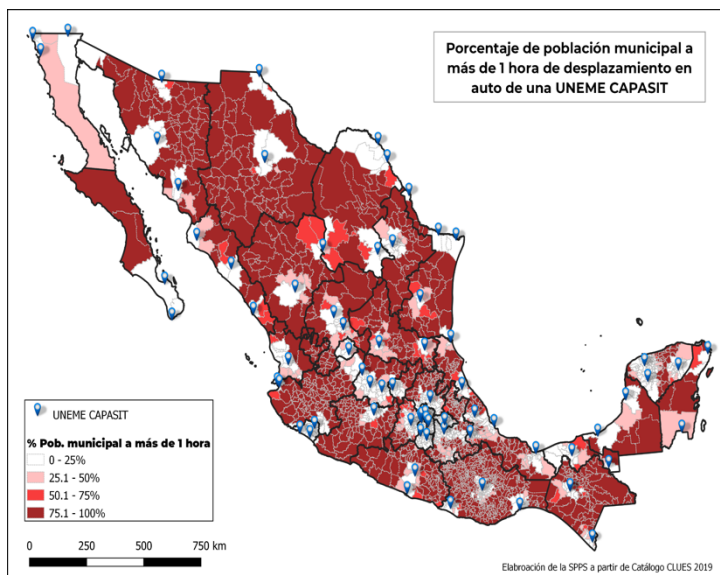 Porcentaje de población municipal a
más de 1 hora de desplazamiento en
auto de una UNEME CAPASIT
UNEME CAPASIT
% Pob. municipal a más de 1 hora
0 - 25%
25.1 - 50%
50.1 - 75%
75.1 - 100%
0 250 500 750 km
Elabroación de la SPPS a partir de Catálogo CLUES 2019